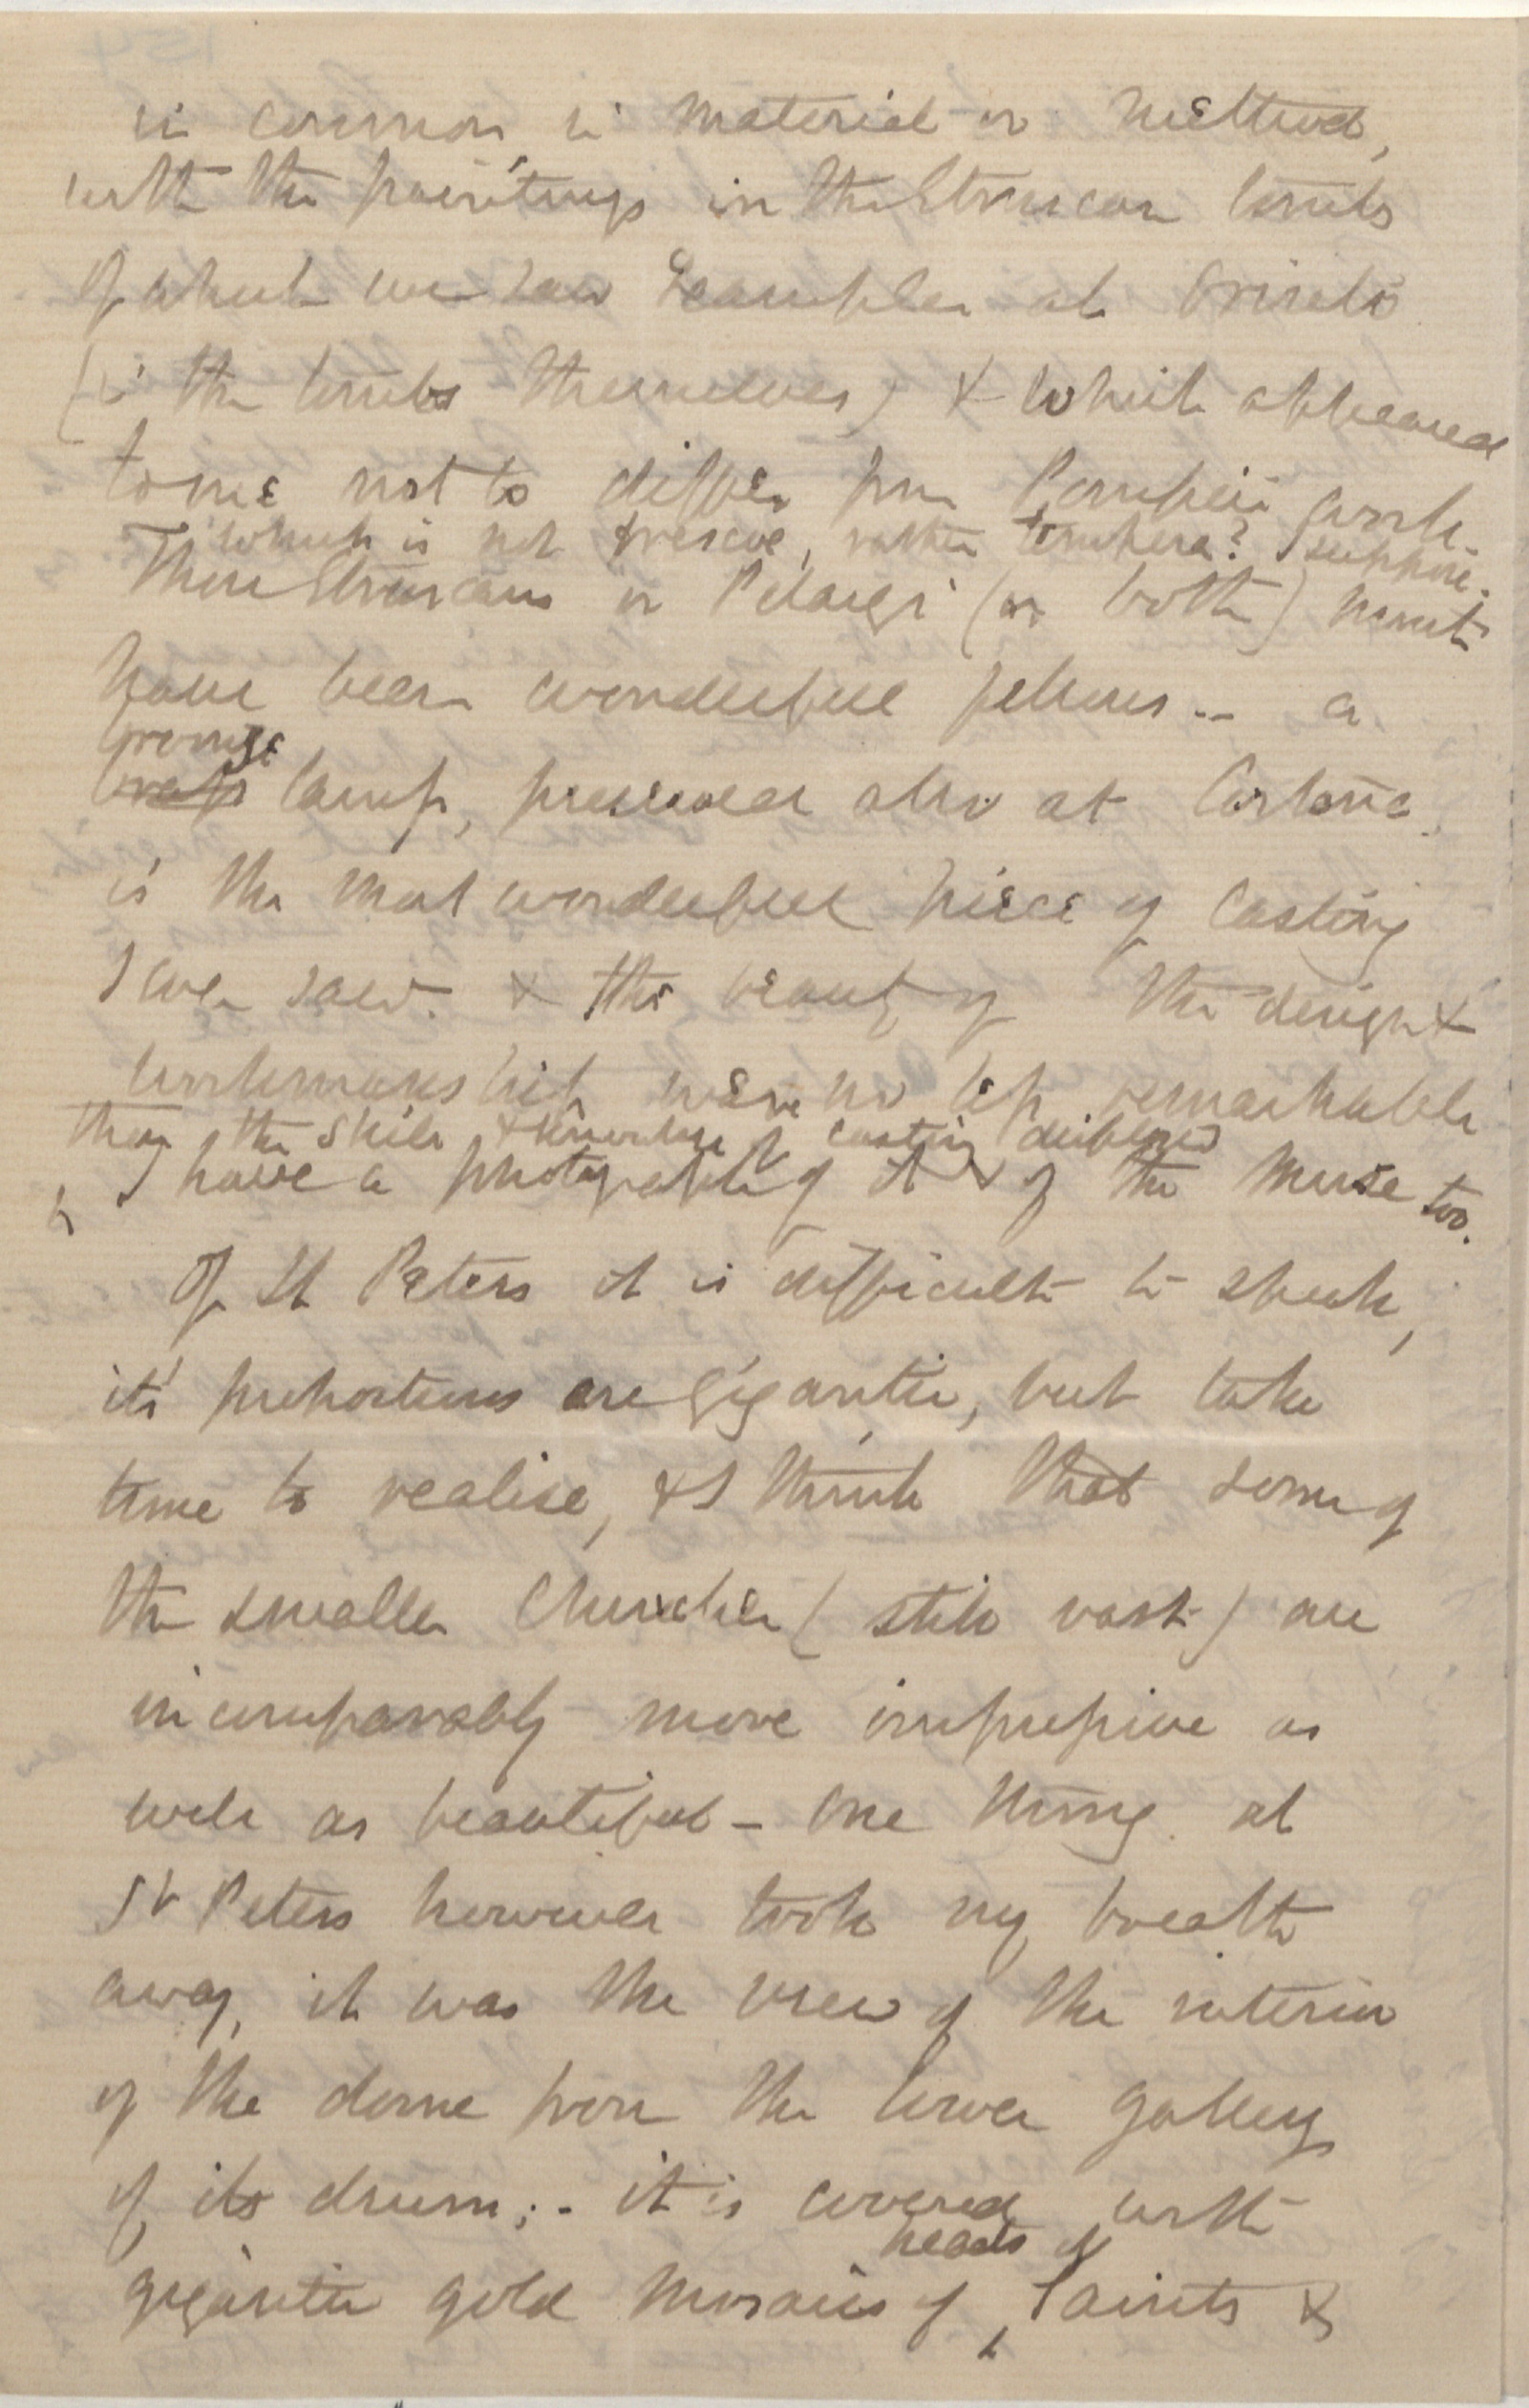 in common, in material or method,
with the paintings in the Etruscan tombs
of which we saw examples at Orvieto
(in the tombs themselves) & which appeared
to me not to differ from Pompeii work.
which is not frescoe, rather tempera? I suppose.
These Etruscans or Pelasgi (or both) must
have been wonderful fellows -- a
bronze
brass lamp, preserved also at Cortona,
is the most wonderful piece of casting
I ever saw. & the beauty of the design &
workmanship were no less remarkable
than the skill & knowledge of casting displayed
I have a photograph of it & of the Muse too.
Of St Peters it is difficult to speak,
it's proportions are gigantic, but take
time to realise, & I think that some of
the smaller Churches (still vast) are
incomparably more impressive as
well as beautiful - One thing at
St Peters however took my breath
away, it was the view of the interior
of the dome from the lower gallery
of its drum; - it is covered with
heads of
gigantic gold mosaics of Saints &